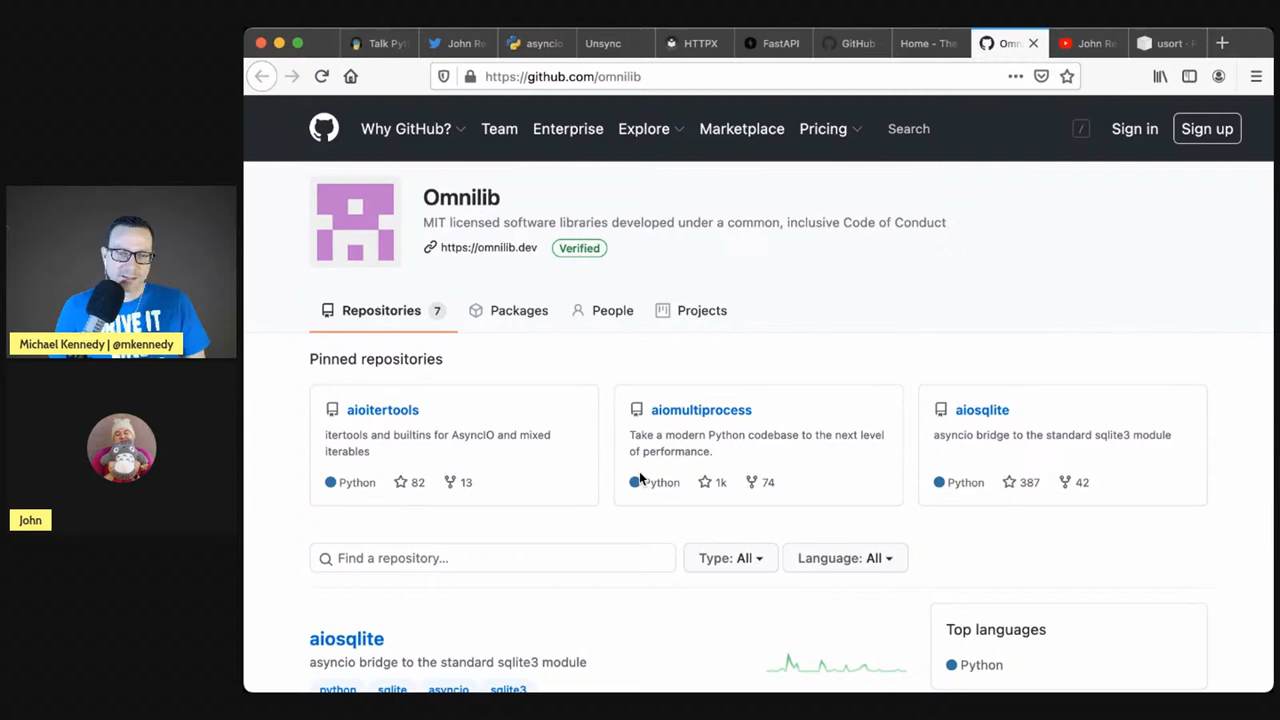 Talk Pyt
John Re
asyncio
Unsync
HTTPX
FastAPI
GitHub
Home - The
Omni
John Re
usort · P
https://github.com/omnilib
Why GitHub?
Team
Enterprise
Explore
Marketplace
Pricing
Search
/
Sign in
Sign up
Omnilib
MIT licensed software libraries developed under a common, inclusive Code of Conduct
https://omnilib.dev
Verified
Repositories 7
Packages
People
Projects
Pinned repositories
aioitertools
itertools and builtins for AsyncIO and mixed
iterables
Python 82 13
aiomultiprocess
Take a modern Python codebase to the next level
of performance.
Python 1k 74
aiosqlite
asyncio bridge to the standard sqlite3 module
Python 387 42
Find a repository...
Type: All
Language: All
aiosqlite
asyncio bridge to the standard sqlite3 module
python sqlite asyncio sqlite3
Top languages
Python
Michael Kennedy | @mkennedy
John